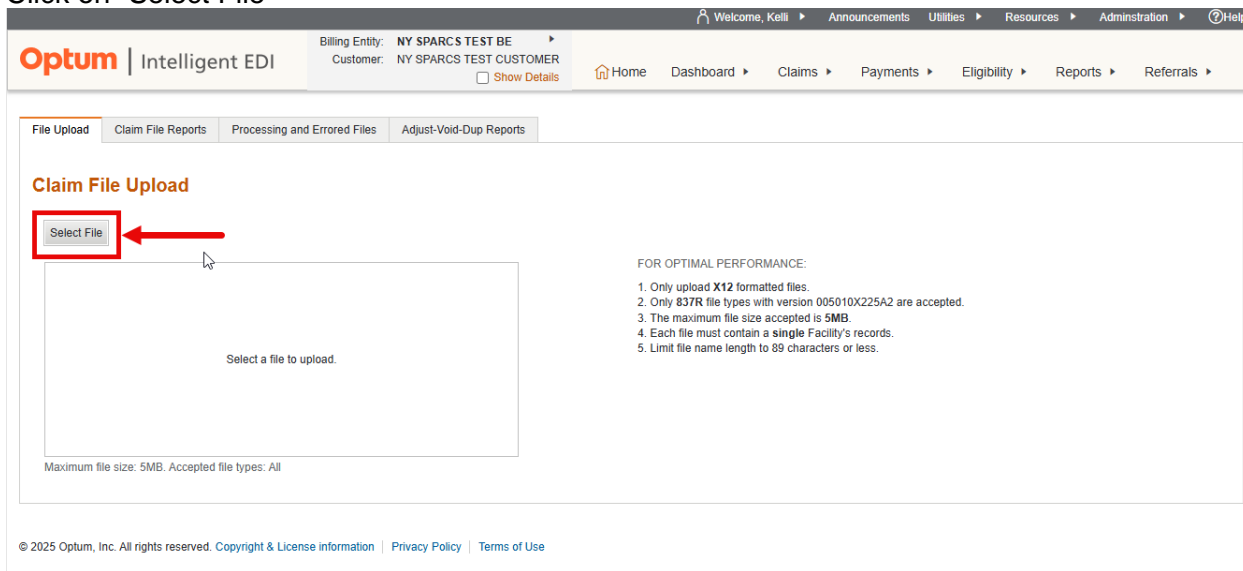 Click on "Select File"
Welcome, Kelli Announcements Utilities Resources Adminstration Help
Optum | Intelligent EDI
Billing Entity: NY SPARCS TEST BE
Customer: NY SPARCS TEST CUSTOMER
Show Details
Home Dashboard Claims Payments Eligibility Reports Referrals
File Upload Claim File Reports Processing and Errored Files Adjust-Void-Dup Reports
Claim File Upload
Select File
Select a file to upload.
Maximum file size: 5MB. Accepted file types: All
FOR OPTIMAL PERFORMANCE:
1. Only upload X12 formatted files.
2. Only 837R file types with version 005010X225A2 are accepted.
3. The maximum file size accepted is 5MB.
4. Each file must contain a single Facility's records.
5. Limit file name length to 89 characters or less.
© 2025 Optum, Inc. All rights reserved. Copyright & License information | Privacy Policy | Terms of Use